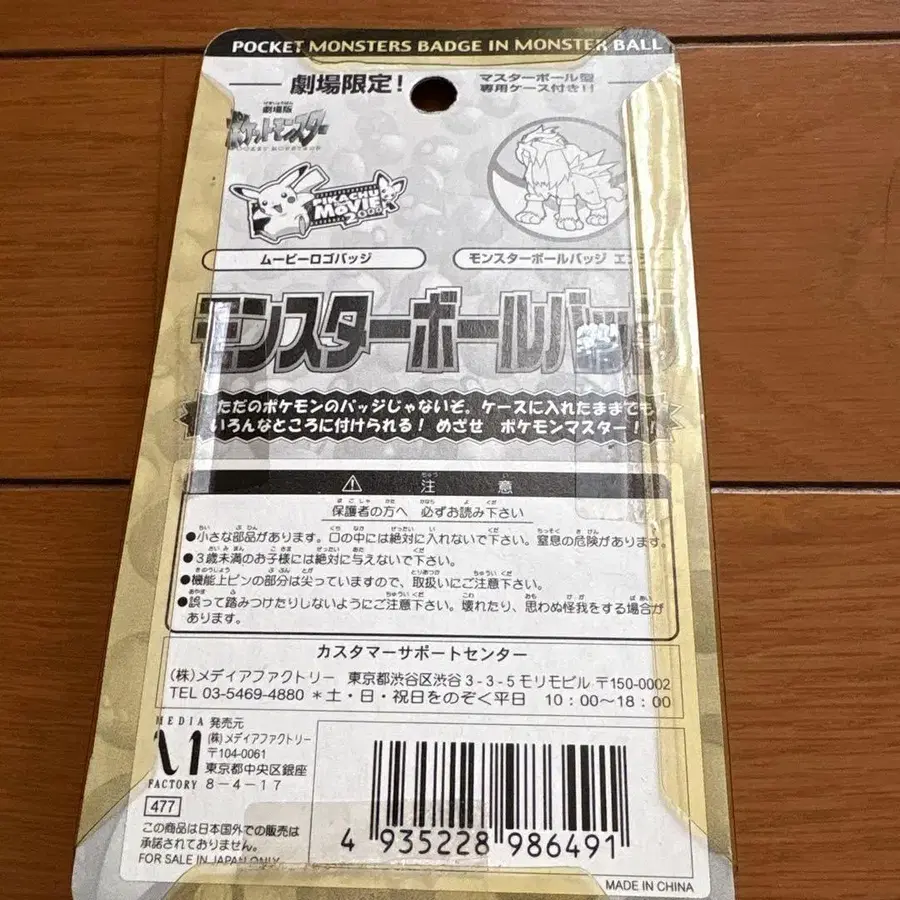 POCKET MONSTERS BADGE IN MONSTER BALL
劇場限定!
マスターボール型
専用ケース付き!!
劇場版
ポケットモンスター
POCKET MONSTERS
PIKACHU
MOVIE
2000
ムービーロゴバッジ
モンスターボールバッジ エンテイ
モンスターボールバッジ
ただのポケモンのバッジじゃないぞ。ケースに入れたままでも
いろんなところに付けられる! めざせ ポケモンマスター!!
⚠ 注意
保護者の方へ 必ずお読み下さい
●小さな部品があります。口の中には絶対に入れないで下さい。窒息の危険があります。
●3歳未満のお子様には絶対に与えないで下さい。
●機能上ピンの部分は尖っていますので、取扱いにご注意下さい。
●誤って踏みつけたりしないようにご注意下さい。壊れたり、思わぬ怪我をする場合が
あります。
カスタマーサポートセンター
(株)メディアファクトリー 東京都渋谷区渋谷3-3-5モリモビル 〒150-0002
TEL 03-5469-4880 *土・日・祝日をのぞく平日 10:00~18:00
MEDIA
FACTORY
発売元
(株)メディアファクトリー
〒104-0061
東京都中央区銀座
8-4-17
477
この商品は日本国外での販売は
承諾されておりません。
FOR SALE IN JAPAN ONLY
4 935228 986491
MADE IN CHINA